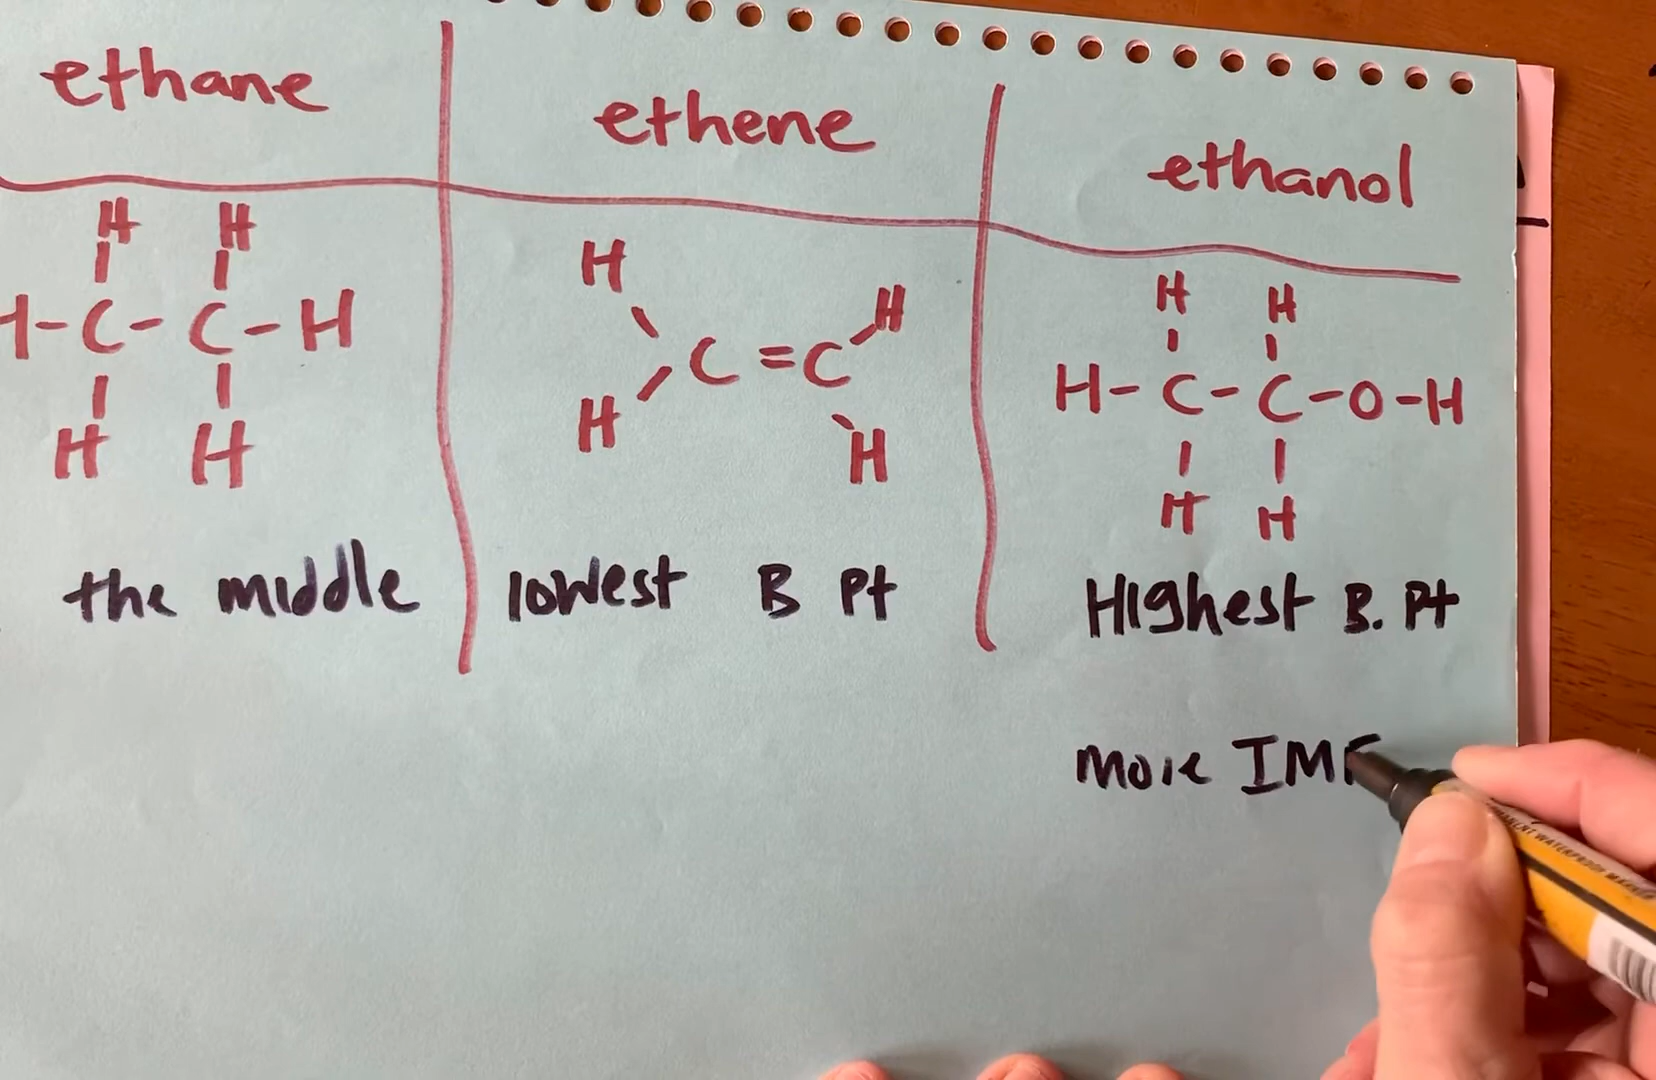 ethane
ethene
ethanol
H H
H-C-C-H
H H
H H
C=C
H H
H H
H-C-C-O-H
H H
the middle
lowest B Pt
Highest B. Pt
more IMF